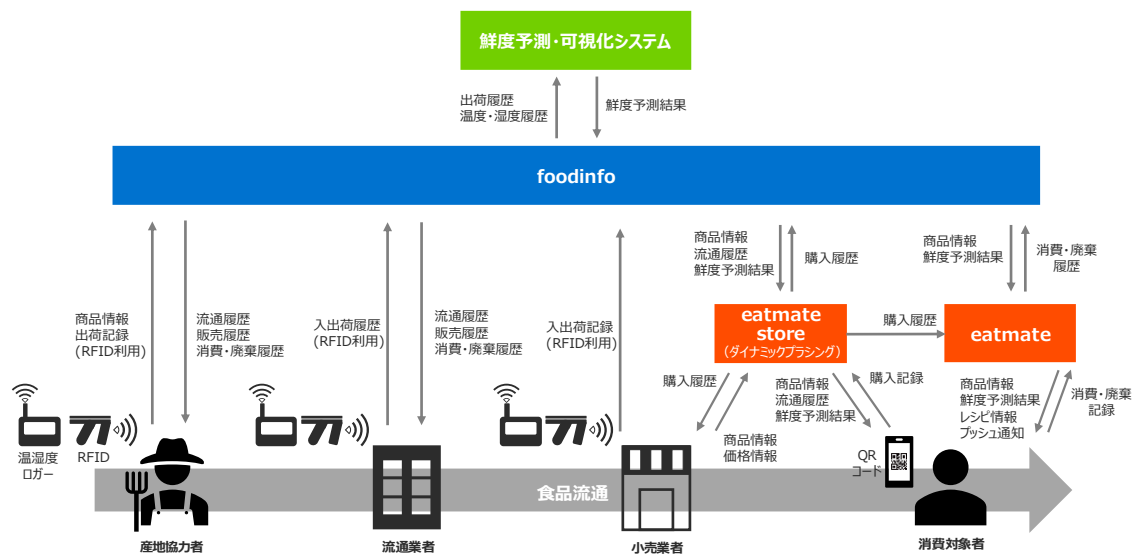 鮮度予測・可視化システム
出荷履歴
温度・湿度履歴
鮮度予測結果
foodinfo
商品情報
出荷記録
(RFID利用)
流通履歴
販売履歴
消費・廃棄履歴
入出荷履歴
(RFID利用)
流通履歴
販売履歴
消費・廃棄履歴
入出荷記録
(RFID利用)
商品情報
流通履歴
鮮度予測結果
購入履歴
商品情報
鮮度予測結果
消費・廃棄
履歴
eatmate
store
(ダイナミックプラシング)
購入履歴
eatmate
購入履歴
商品情報
価格情報
商品情報
流通履歴
鮮度予測結果
購入記録
商品情報
鮮度予測結果
レシピ情報
プッシュ通知
消費・廃棄
記録
温湿度
ロガー
RFID
QR
コード
食品流通
産地協力者
流通業者
小売業者
消費対象者